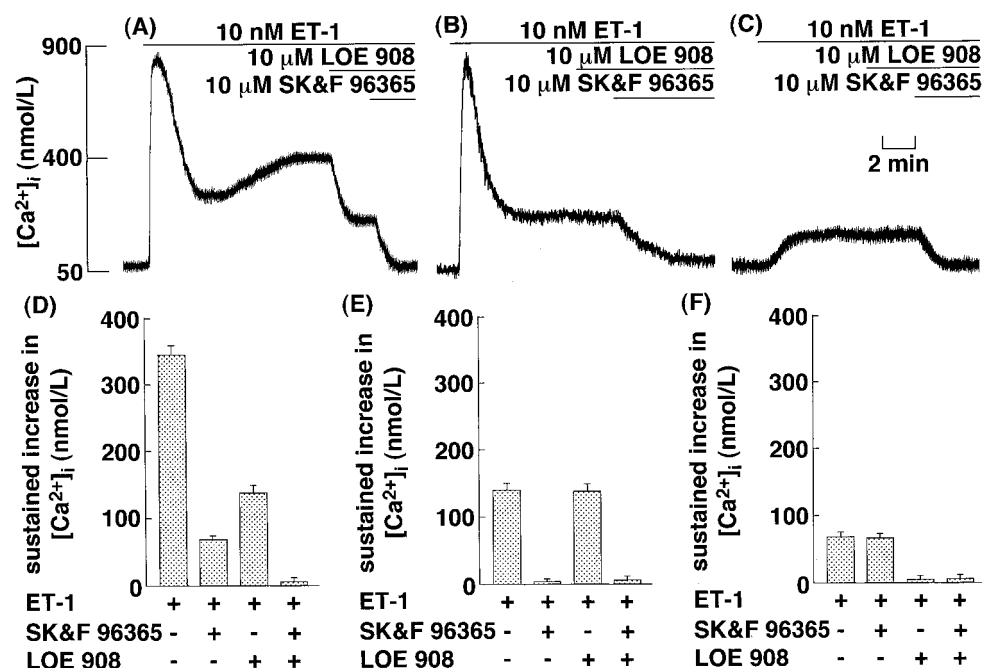 (A) (B) (C)
10 nM ET-1 10 nM ET-1 10 nM ET-1
10 μM LOE 908 10 μM LOE 908 10 μM LOE 908
10 μM SK&F 96365 10 μM SK&F 96365 10 μM SK&F 96365
[Ca2+]i (nmol/L)
900
400
50
2 min
(D)
sustained increase in
[Ca2+]i (nmol/L)
400
300
200
100
0
ET-1 + + + +
SK&F 96365 - + - +
LOE 908 - - + +
(E)
sustained increase in
[Ca2+]i (nmol/L)
400
300
200
100
0
ET-1 + + + +
SK&F 96365 - + - +
LOE 908 - - + +
(F)
sustained increase in
[Ca2+]i (nmol/L)
400
300
200
100
0
ET-1 + + + +
SK&F 96365 - + - +
LOE 908 - - + +